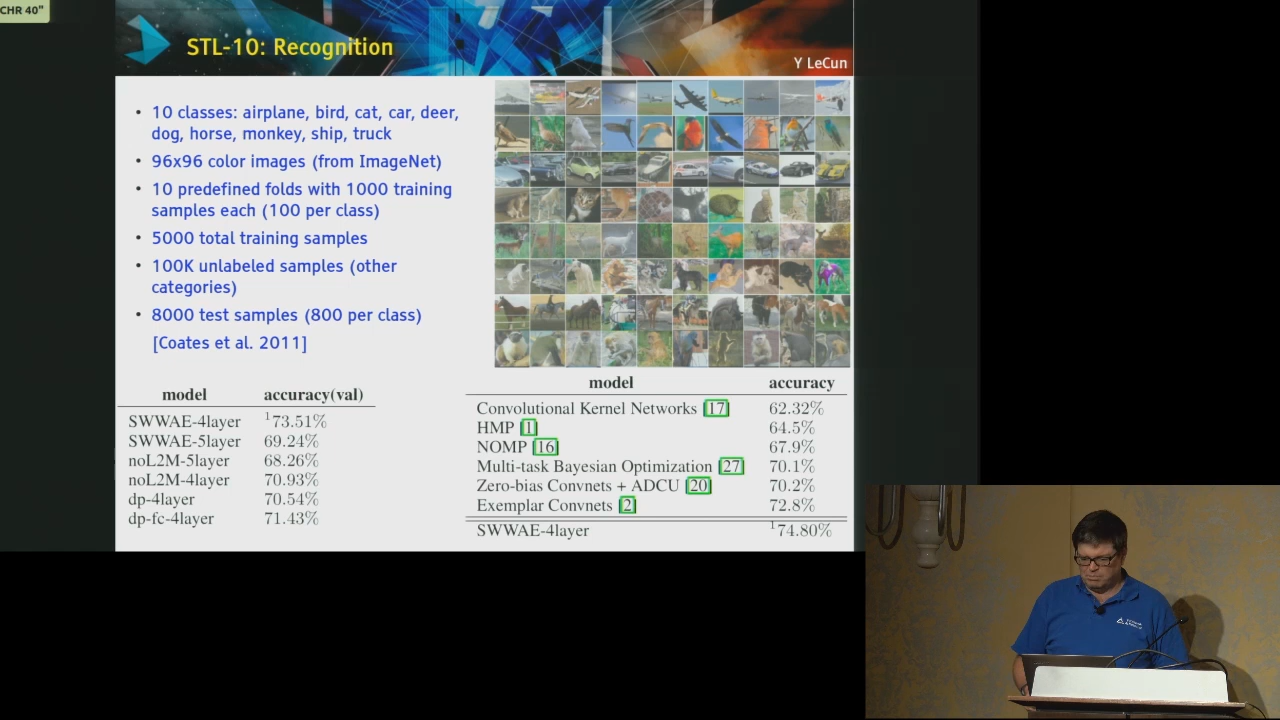 CHR 40"
STL-10: Recognition
Y LeCun
• 10 classes: airplane, bird, cat, car, deer,
dog, horse, monkey, ship, truck
• 96x96 color images (from ImageNet)
• 10 predefined folds with 1000 training
samples each (100 per class)
• 5000 total training samples
• 100K unlabeled samples (other
categories)
• 8000 test samples (800 per class)
[Coates et al. 2011]
model accuracy(val)
SWWAE-4layer ¹73.51%
SWWAE-5layer 69.24%
noL2M-5layer 68.26%
noL2M-4layer 70.93%
dp-4layer 70.54%
dp-fc-4layer 71.43%
model accuracy
Convolutional Kernel Networks [17] 62.32%
HMP [1] 64.5%
NOMP [16] 67.9%
Multi-task Bayesian Optimization [27] 70.1%
Zero-bias Convnets + ADCU [20] 70.2%
Exemplar Convnets [2] 72.8%
SWWAE-4layer ¹74.80%